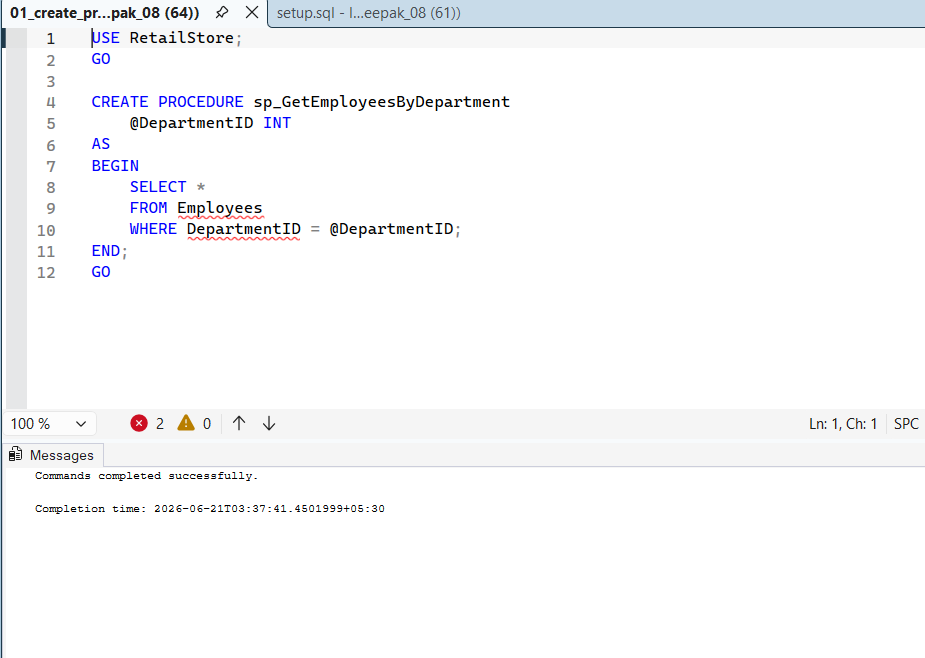 01_create_pr...pak_08 (64)) setup.sql - l...eepak_08 (61))
1 USE RetailStore;
2 GO
3
4 CREATE PROCEDURE sp_GetEmployeesByDepartment
5 @DepartmentID INT
6 AS
7 BEGIN
8 SELECT *
9 FROM Employees
10 WHERE DepartmentID = @DepartmentID;
11 END;
12 GO
100 % 2 0 Ln: 1, Ch: 1 SPC
Messages
Commands completed successfully.
Completion time: 2026-06-21T03:37:41.4501999+05:30